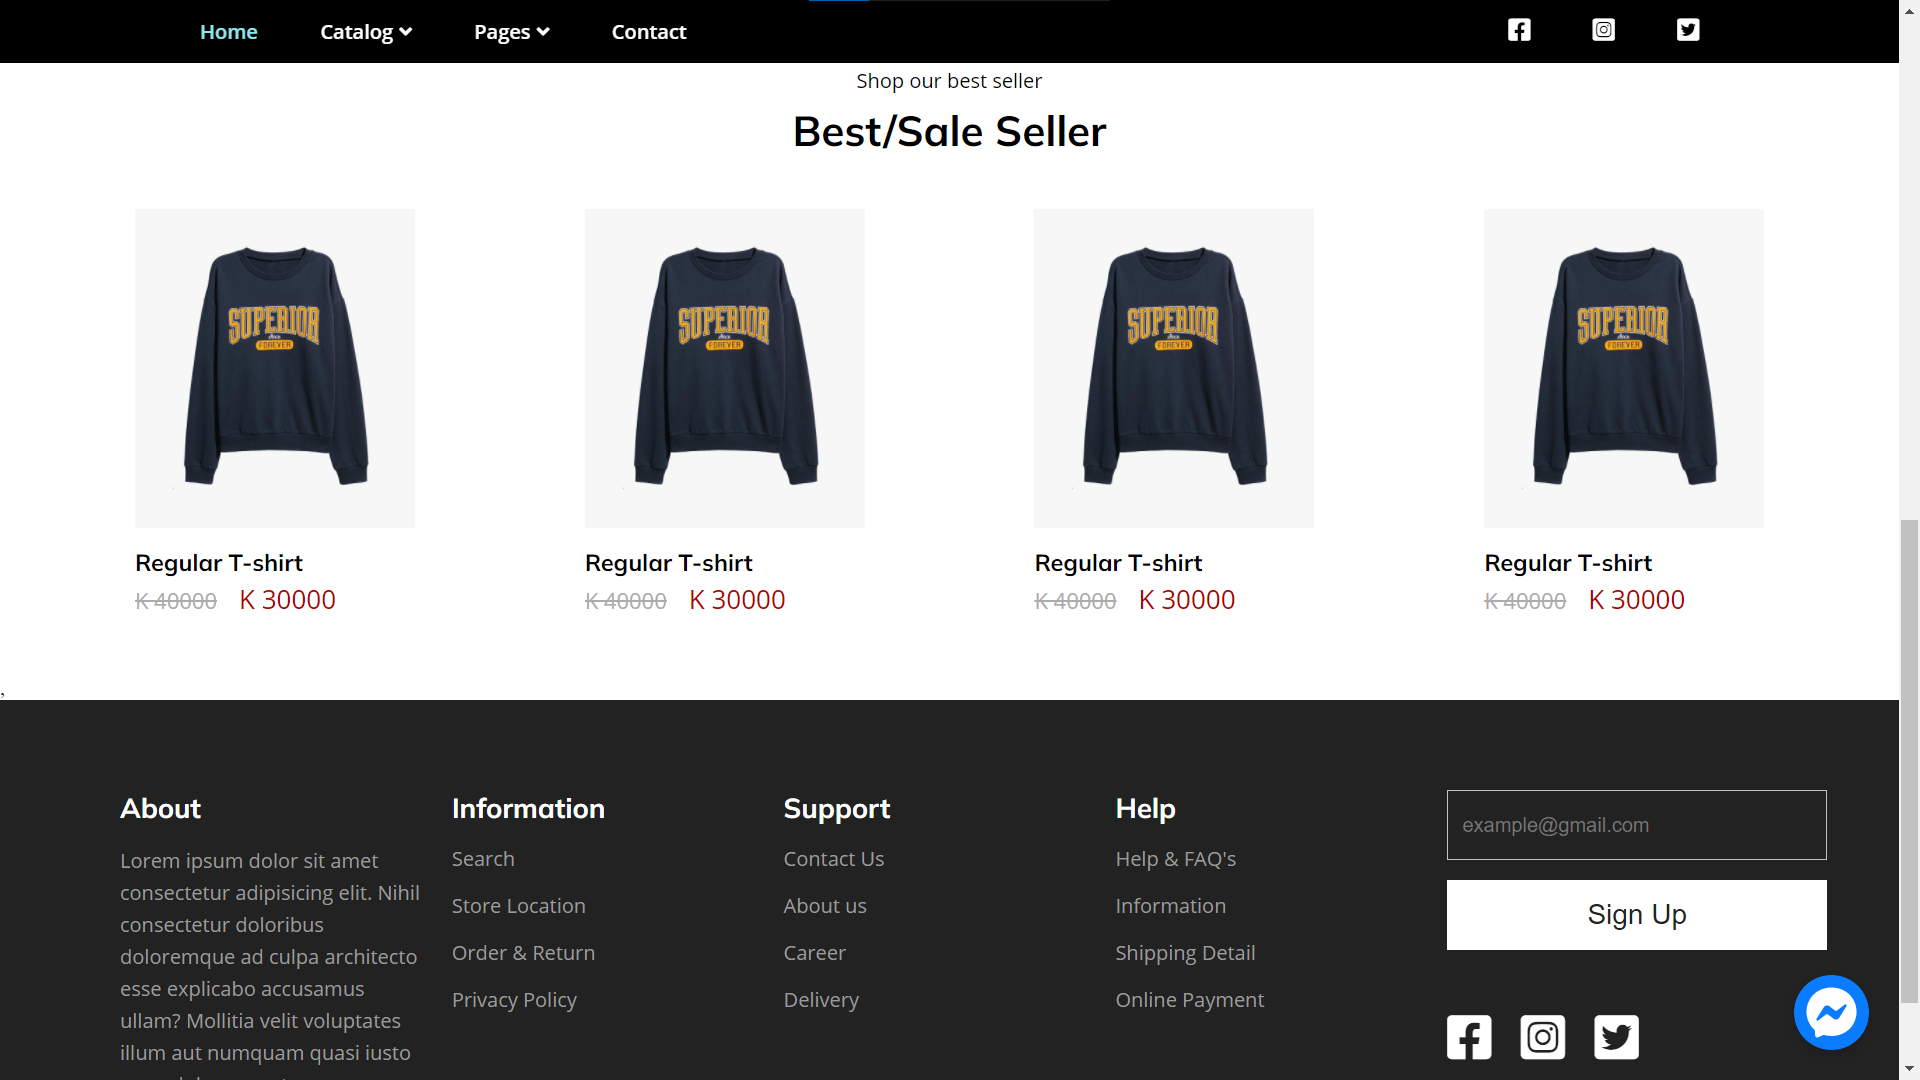 Home Catalog Pages Contact
Shop our best seller
Best/Sale Seller
SUPERIOR SUPERIOR SUPERIOR SUPERIOR
FOREVER FOREVER FOREVER FOREVER
Regular T-shirt Regular T-shirt Regular T-shirt Regular T-shirt
K 40000 K 30000 K 40000 K 30000 K 40000 K 30000 K 40000 K 30000
,
About
Lorem ipsum dolor sit amet
consectetur adipisicing elit. Nihil
consectetur doloribus
doloremque ad culpa architecto
esse explicabo accusamus
ullam? Mollitia velit voluptates
illum aut numquam quasi iusto
Information
Search
Store Location
Order & Return
Privacy Policy
Support
Contact Us
About us
Career
Delivery
Help
Help & FAQ's
Information
Shipping Detail
Online Payment
example@gmail.com
Sign Up